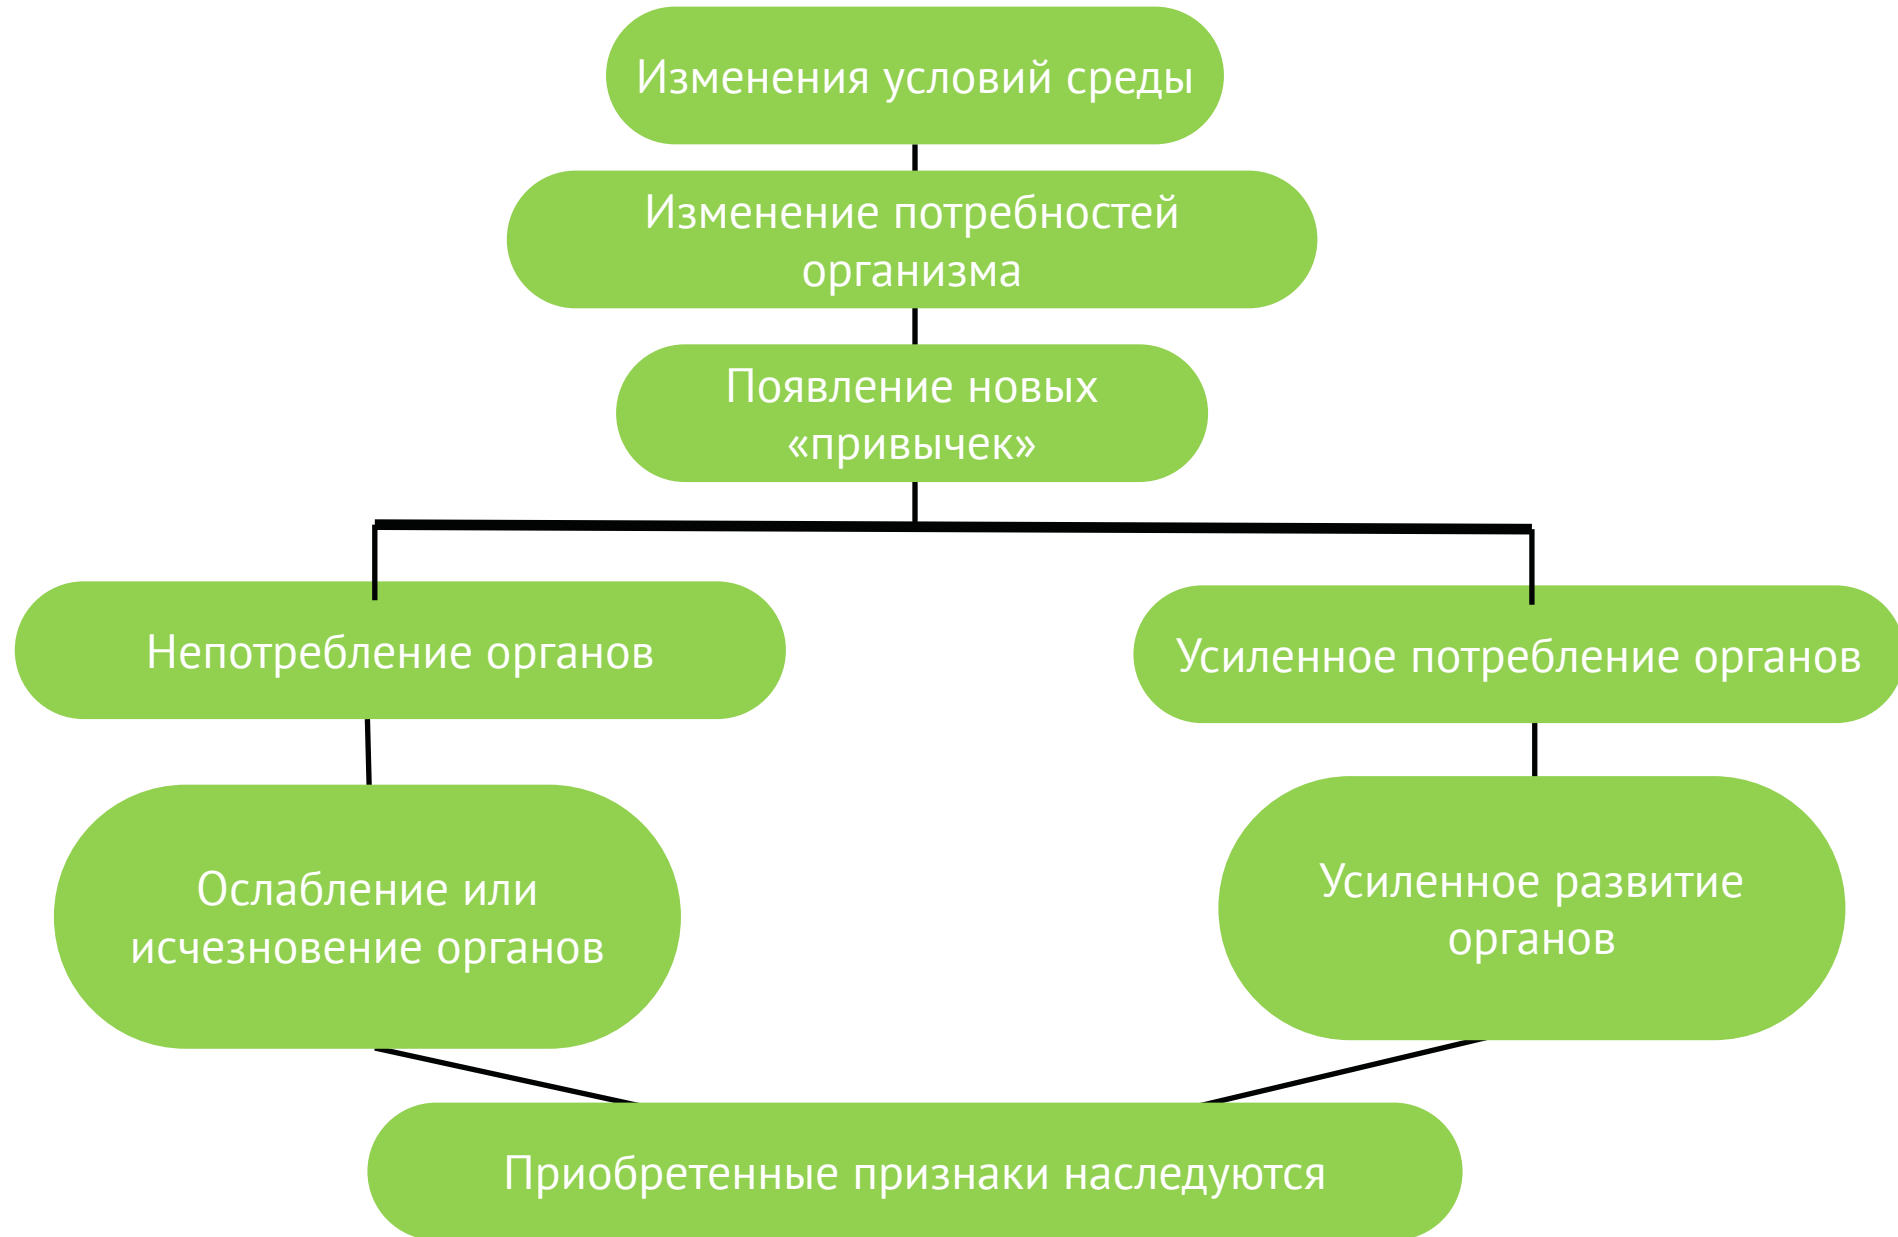 Изменения условий среды
Изменение потребностей
организма
Появление новых
«привычек»
Непотребление органов
Усиленное потребление органов
Ослабление или
исчезновение органов
Усиленное развитие
органов
Приобретенные признаки наследуются